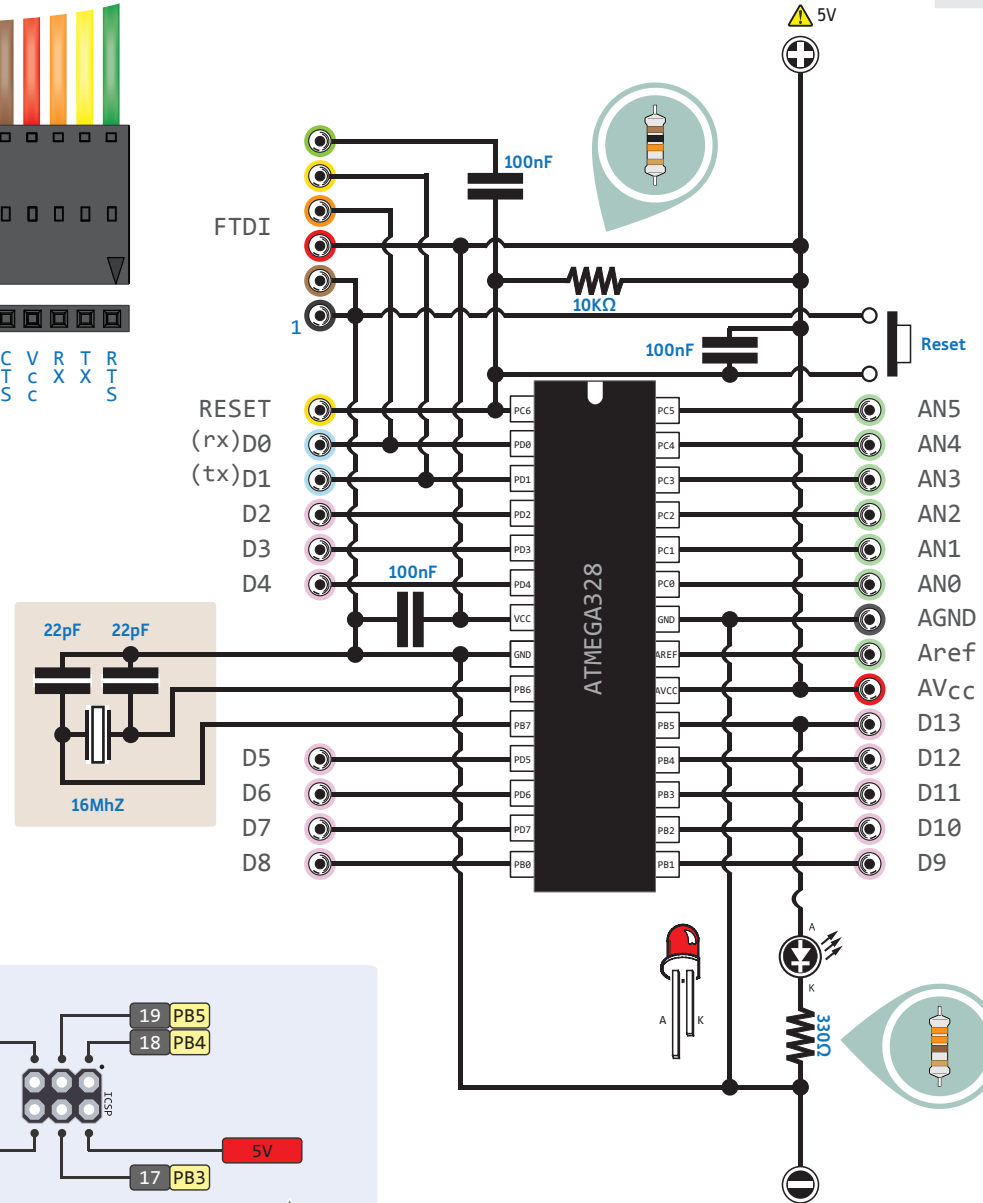 5V
100nF
FTDI
10KΩ
1
100nF
Reset
C
T
S
V
c
c
R
X
T
X
R
T
S
RESET PC6 PC5 AN5
(rx)D0 PD0 PC4 AN4
(tx)D1 PD1 PC3 AN3
D2 PD2 PC2 AN2
D3 PD3 PC1 AN1
100nF
D4 PD4 PC0 AN0
ATMEGA328
VCC GND AGND
22pF 22pF
GND AREF Aref
PB6 AVCC AVcc
PB7 PB5 D13
D5 PD5 PB4 D12
16MhZ
D6 PD6 PB3 D11
D7 PD7 PB2 D10
D8 PB0 PB1 D9
A
K
A K
330Ω
19 PB5
18 PB4
ICSP
5V
17 PB3